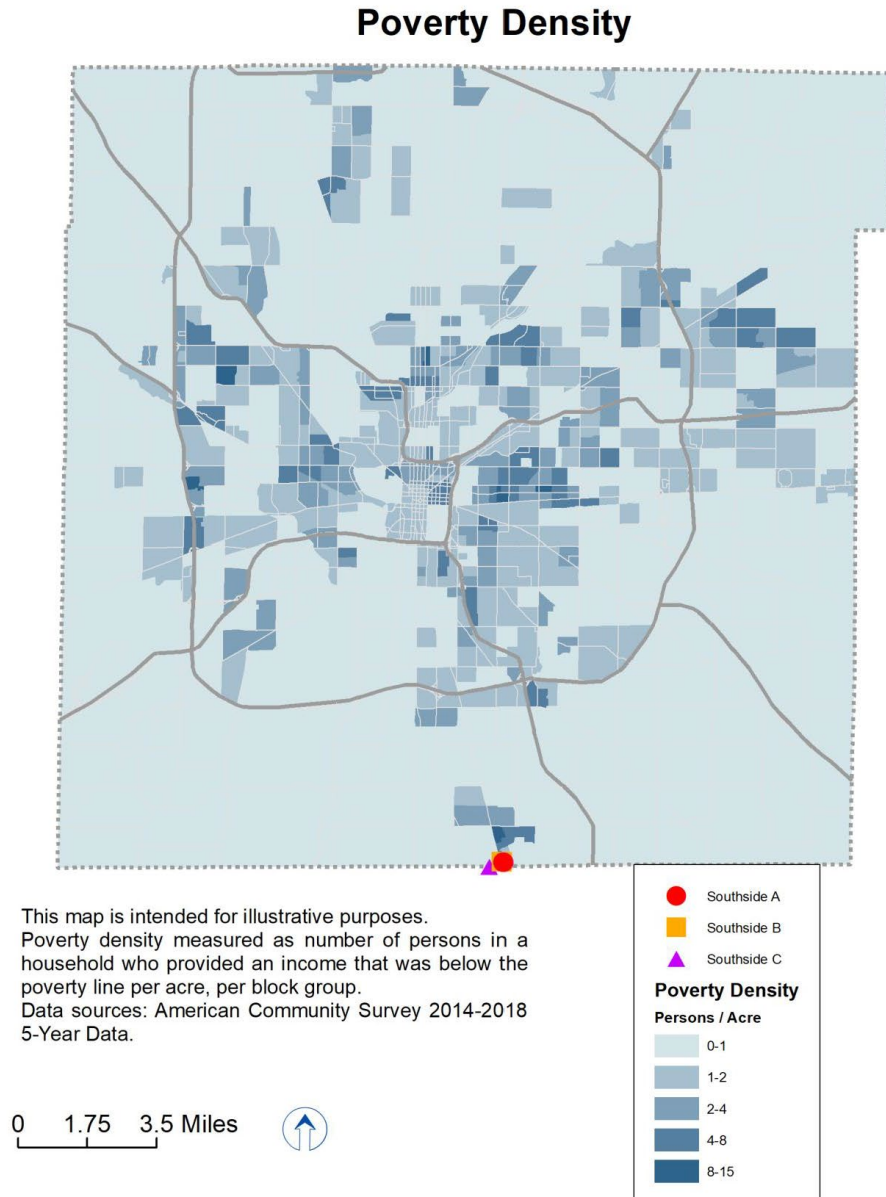 Poverty Density
This map is intended for illustrative purposes.
Poverty density measured as number of persons in a
household who provided an income that was below the
poverty line per acre, per block group.
Data sources: American Community Survey 2014-2018
5-Year Data.
0 1.75 3.5 Miles
Southside A
Southside B
Southside C
Poverty Density
Persons / Acre
0-1
1-2
2-4
4-8
8-15